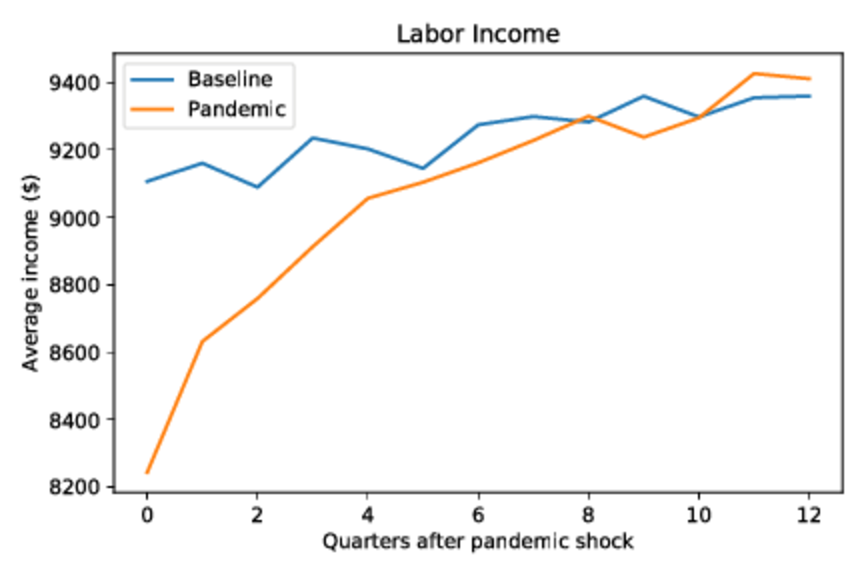 Labor Income
Baseline
Pandemic
9400
9200
9000
8800
8600
8400
8200
Average income ($)
0 2 4 6 8 10 12
Quarters after pandemic shock